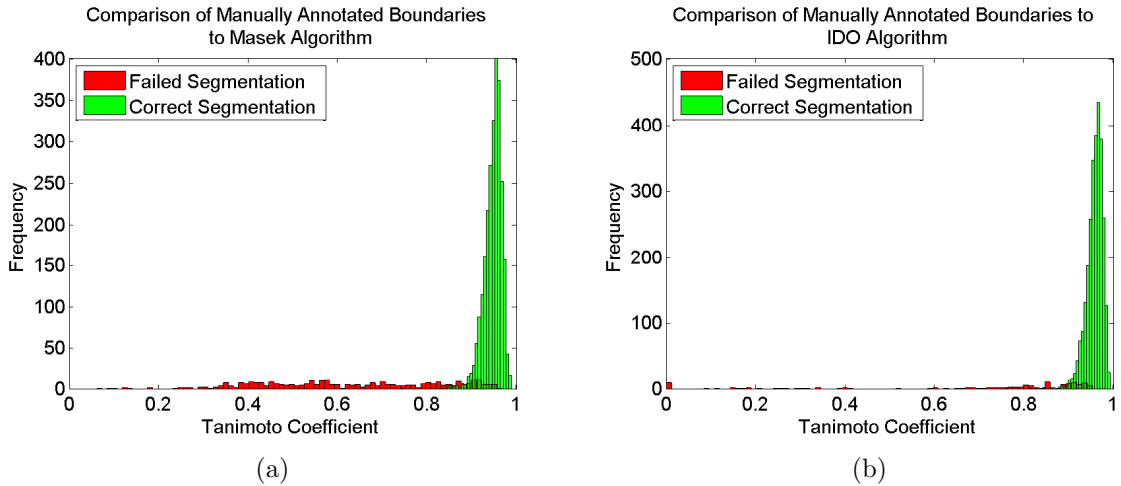 Comparison of Manually Annotated Boundaries
to Masek Algorithm
400
350
300
250
200
150
100
50
0
Frequency
Failed Segmentation
Correct Segmentation
0 0.2 0.4 0.6 0.8 1
Tanimoto Coefficient
(a)
Comparison of Manually Annotated Boundaries to
IDO Algorithm
500
400
300
200
100
0
Frequency
Failed Segmentation
Correct Segmentation
0 0.2 0.4 0.6 0.8 1
Tanimoto Coefficient
(b)